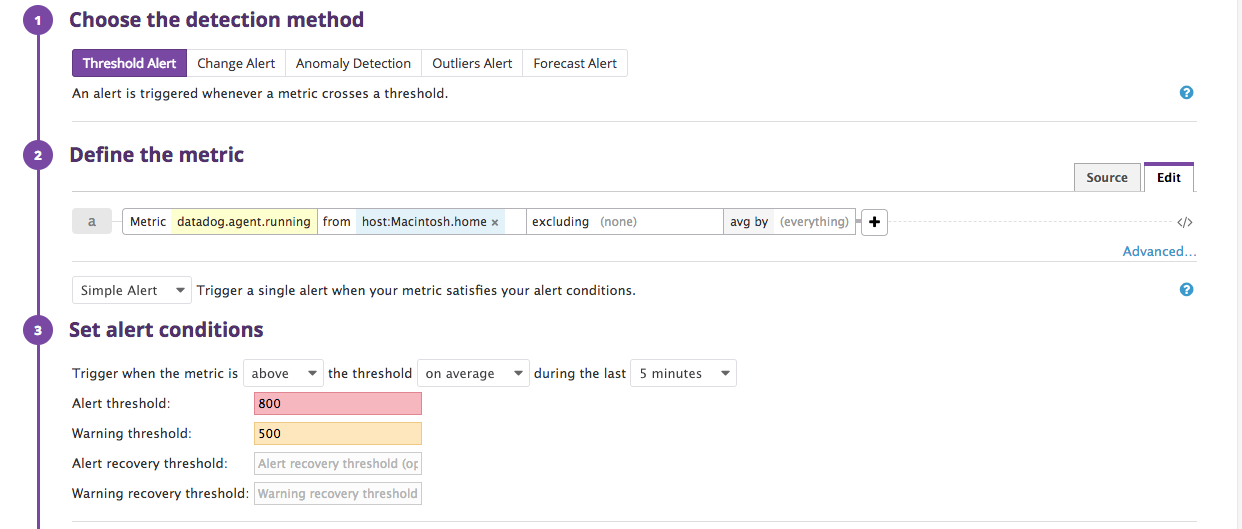 1 Choose the detection method
Threshold Alert Change Alert Anomaly Detection Outliers Alert Forecast Alert
An alert is triggered whenever a metric crosses a threshold. ?
2 Define the metric
Source Edit
a Metric datadog.agent.running from host:Macintosh.home × excluding (none) avg by (everything) + </>
Advanced...
Simple Alert Trigger a single alert when your metric satisfies your alert conditions. ?
3 Set alert conditions
Trigger when the metric is above the threshold on average during the last 5 minutes
Alert threshold: 800
Warning threshold: 500
Alert recovery threshold: Alert recovery threshold (op
Warning recovery threshold: Warning recovery threshold